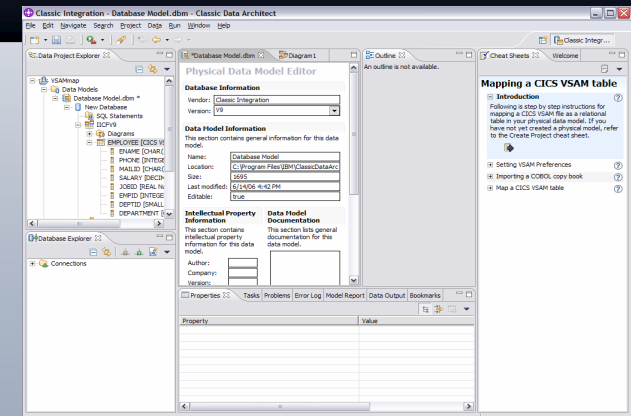 Classic Integration - Database Model.dbm - Classic Data Architect
File Edit Navigate Search Project Data Run Window Help
Classic Integr...
Data Project Explorer
VSAMmap
Data Models
Database Model.dbm *
New Database
SQL Statements
IICFV9
Diagrams
EMPLOYEE [CICS VS
ENAME [CHAR(
PHONE [INTEGE
MAILID [CHAR(
SALARY [DECIM
JOBID [REAL Nu
EMPID [INTEGE
DEPTID [SMALL
DEPARTMENT [
Database Explorer
Connections
*Database Model.dbm
Diagram1
Physical Data Model Editor
Database Information
Vendor: Classic Integration
Version: V9
Data Model Information
This section contains general information for this data
model.
Name: Database Model
Location: C:\Program Files\IBM\ClassicDataArc
Size: 1695
Last modified: 6/14/06 4:42 PM
Editable: true
Intellectual Property
Information
This section contains
intellectual property
information for this data
model.
Author:
Company:
Version:
Data Model
Documentation
This section lists general
documentation for this
data model.
Outline
An outline is not available.
Properties Tasks Problems Error Log Model Report Data Output Bookmarks
Property Value
Cheat Sheets Welcome
Mapping a CICS VSAM table
Introduction
Following is step by step instructions for
mapping a CICS VSAM file as a relational
table in your physical data model. If you
have not yet created a physical model, refer
to the Create Project cheat sheet.
Setting VSAM Preferences
Importing a COBOL copy book
Map a CICS VSAM table